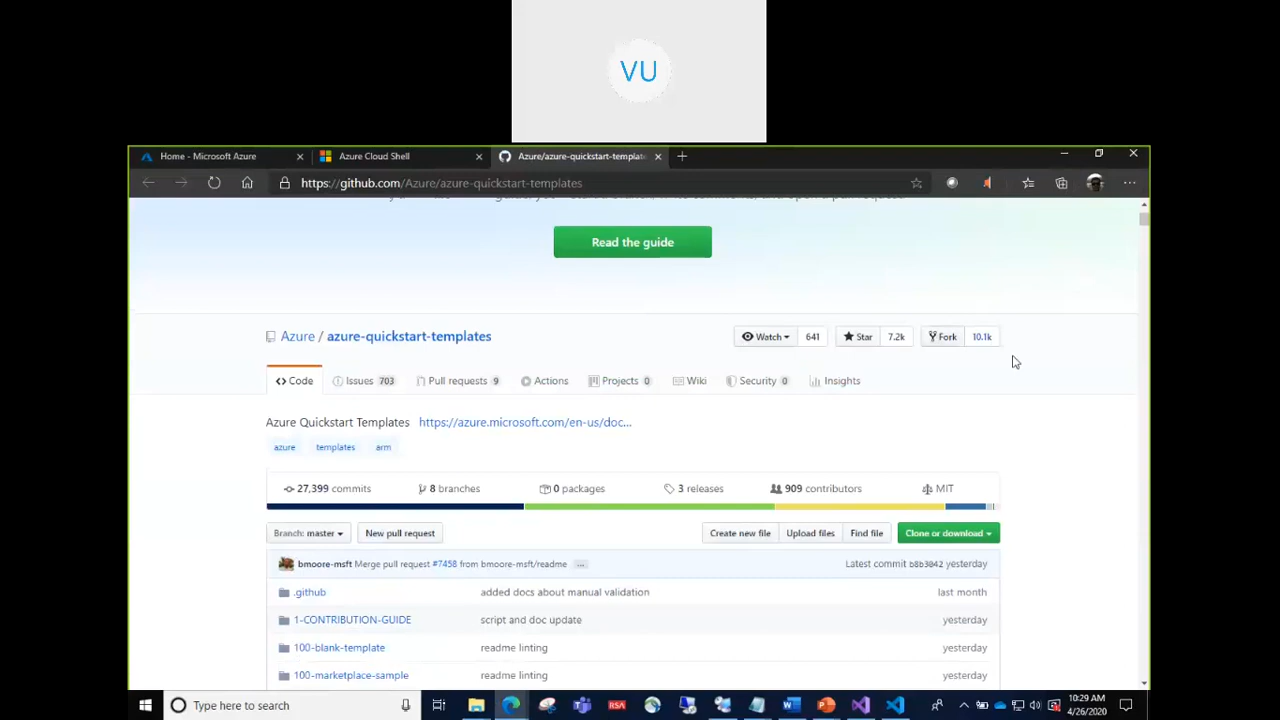 VU
Home - Microsoft Azure
Azure Cloud Shell
Azure/azure-quickstart-templat
https://github.com/Azure/azure-quickstart-templates
Read the guide
Azure / azure-quickstart-templates
Watch 641
Star 7.2k
Fork 10.1k
Code
Issues 703
Pull requests 9
Actions
Projects 0
Wiki
Security 0
Insights
Azure Quickstart Templates https://azure.microsoft.com/en-us/doc...
azure templates arm
27,399 commits
8 branches
0 packages
3 releases
909 contributors
MIT
Branch: master
New pull request
Create new file
Upload files
Find file
Clone or download
bmoore-msft Merge pull request #7458 from bmoore-msft/readme ...
Latest commit b8b3042 yesterday
.github added docs about manual validation last month
1-CONTRIBUTION-GUIDE script and doc update yesterday
100-blank-template readme linting yesterday
100-marketplace-sample readme linting yesterday
Type here to search
RSA
10:29 AM
4/26/2020